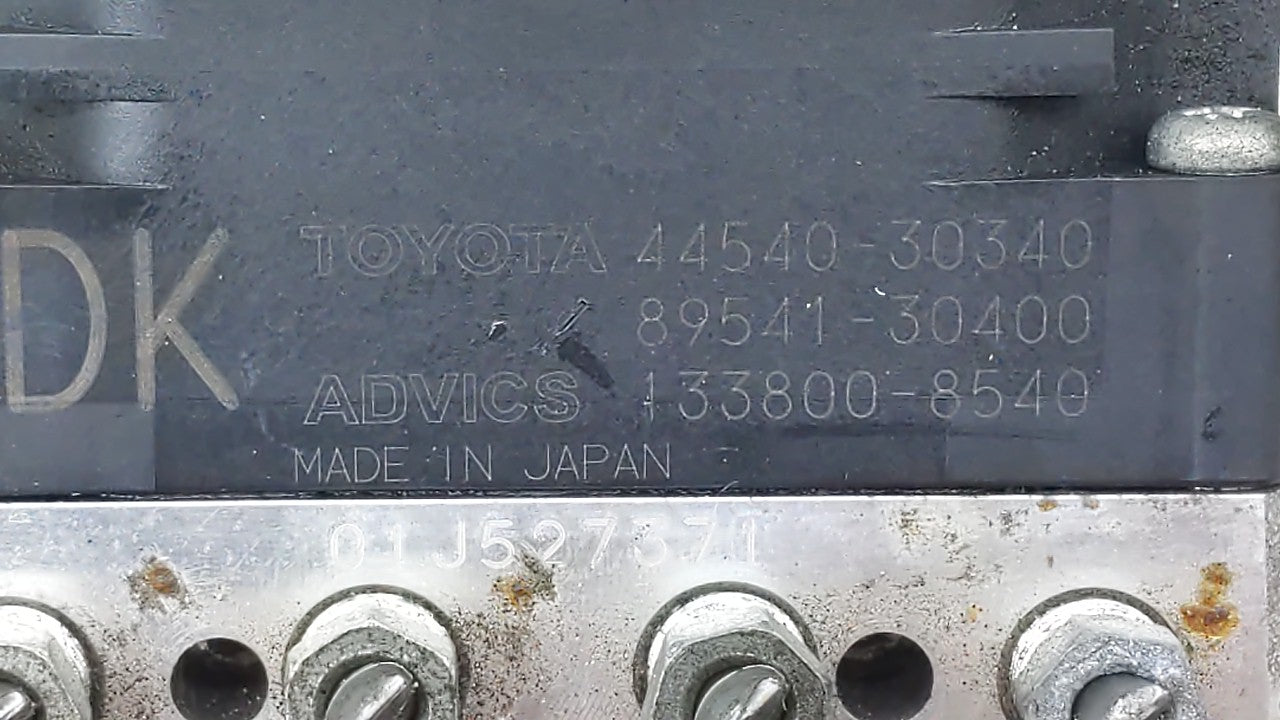 DK
TOYOTA 44540-30340
89541-30400
ADVICS 133800-8540
MADE IN JAPAN
01J527371